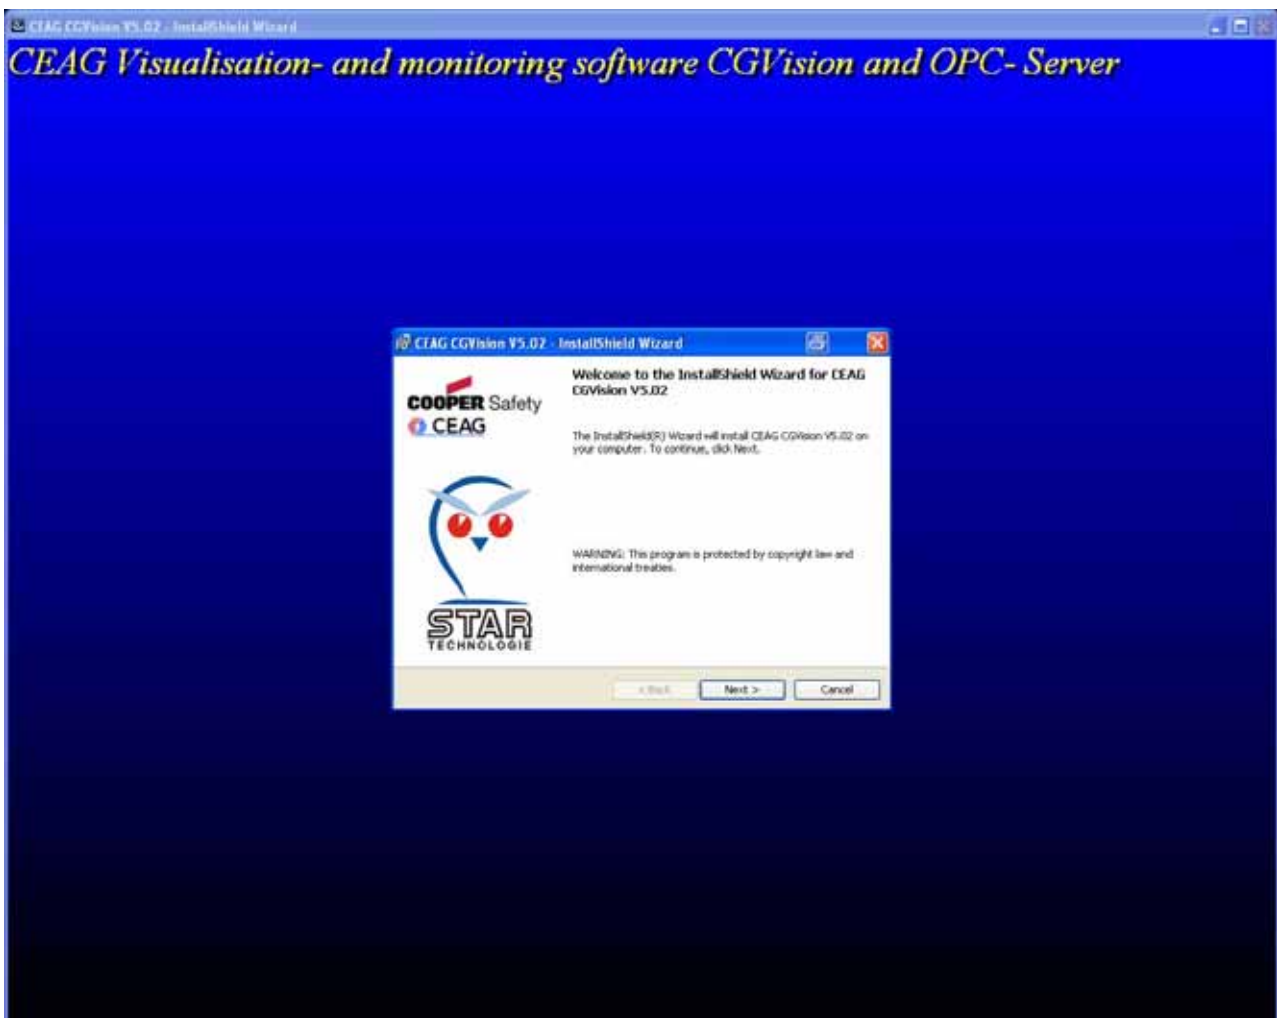 CEAG CGVision V5.02 - InstallShield Wizard
CEAG Visualisation- and monitoring software CGVision and OPC- Server
CEAG CGVision V5.02 - InstallShield Wizard
COOPER Safety
CEAG
STAR
TECHNOLOGIE
Welcome to the InstallShield Wizard for CEAG
CGVision V5.02
The InstallShield(R) Wizard will install CEAG CGVision V5.02 on
your computer. To continue, click Next.
WARNING: This program is protected by copyright law and
international treaties.
< Back
Next >
Cancel